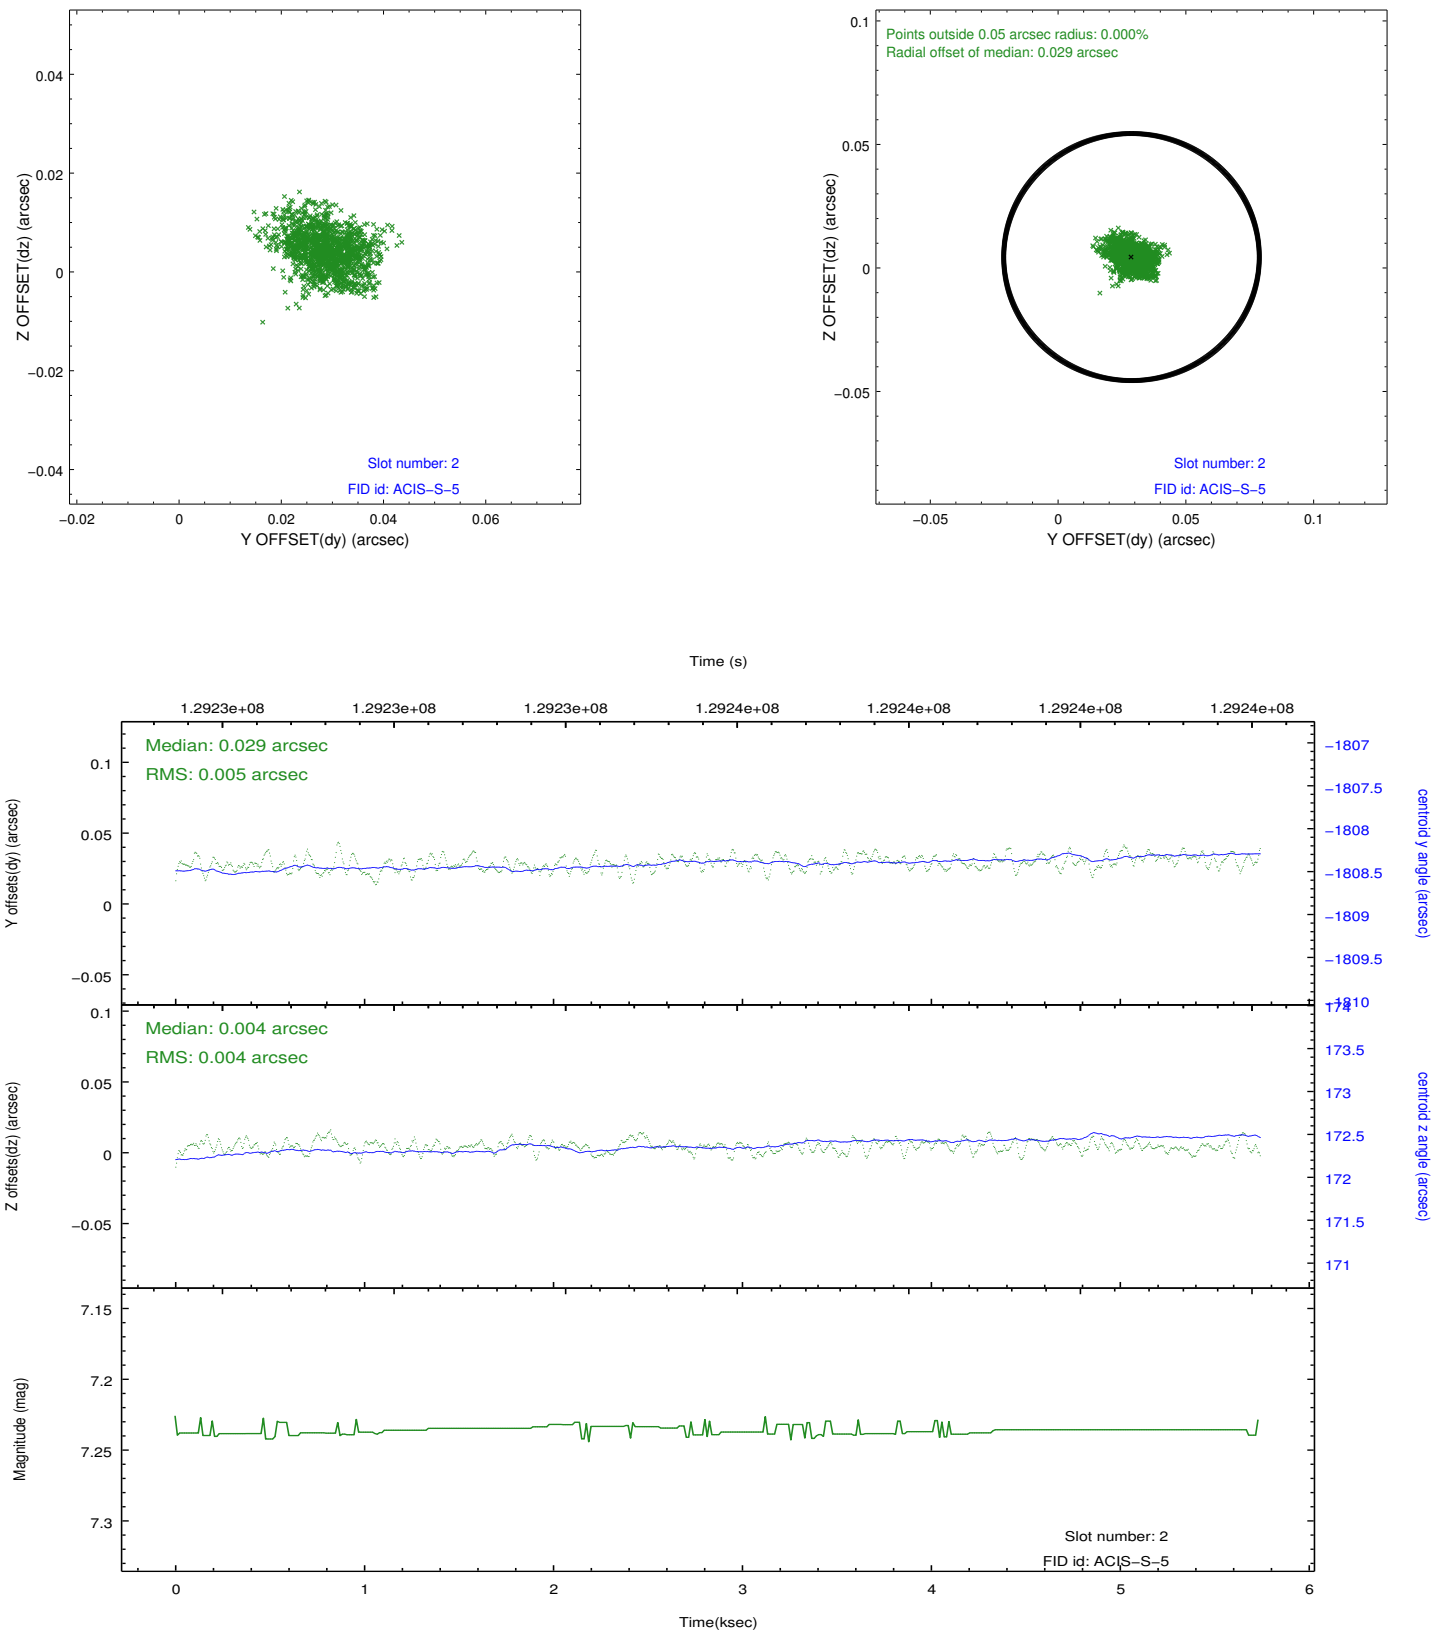 0.04
0.02
0
−0.02
−0.04
Z OFFSET(dz) (arcsec)
Slot number: 2
FID id: ACIS−S−5
−0.02
0
0.02
0.04
0.06
Y OFFSET(dy) (arcsec)
Points outside 0.05 arcsec radius: 0.000%
Radial offset of median: 0.029 arcsec
0.1
0.05
0
−0.05
Z OFFSET(dz) (arcsec)
Slot number: 2
FID id: ACIS−S−5
−0.05
0
0.05
0.1
Y OFFSET(dy) (arcsec)
Time (s)
1.2923e+08
1.2923e+08
1.2923e+08
1.2924e+08
1.2924e+08
1.2924e+08
1.2924e+08
Median: 0.029 arcsec
RMS: 0.005 arcsec
0.1
0.05
0
−0.05
Y offsets(dy) (arcsec)
−1807
−1807.5
−1808
−1808.5
−1809
−1809.5
−1810
centroid y angle (arcsec)
Median: 0.004 arcsec
RMS: 0.004 arcsec
0.1
0.05
0
−0.05
Z offsets(dz) (arcsec)
174
173.5
173
172.5
172
171.5
171
centroid z angle (arcsec)
7.15
7.2
7.25
7.3
Magnitude (mag)
Slot number: 2
FID id: ACIS−S−5
0
1
2
3
4
5
6
Time(ksec)